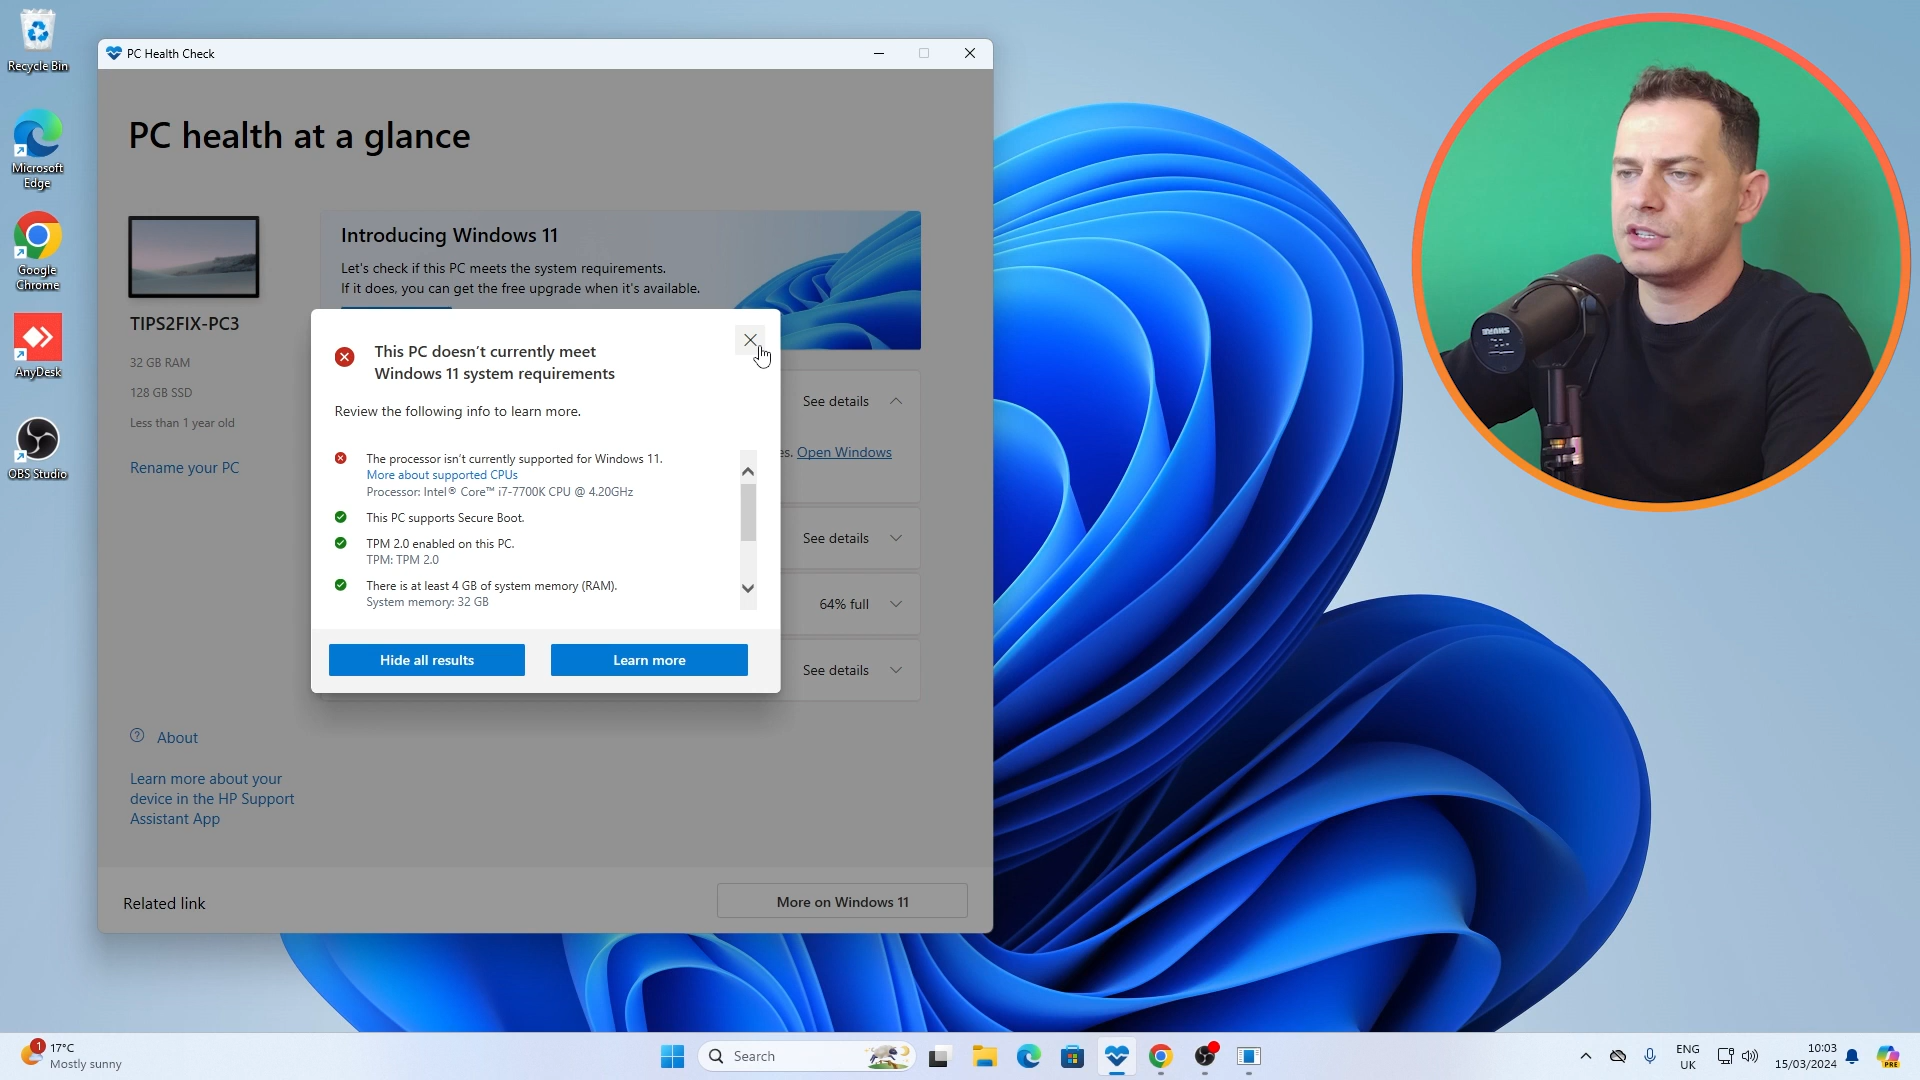 Recycle Bin
Microsoft
Edge
Google
Chrome
AnyDesk
OBS Studio
PC Health Check
PC health at a glance
TIPS2FIX-PC3
32 GB RAM
128 GB SSD
Less than 1 year old
Rename your PC
Introducing Windows 11
Let's check if this PC meets the system requirements.
If it does, you can get the free upgrade when it's available.
See details
es. Open Windows
See details
64% full
See details
This PC doesn't currently meet
Windows 11 system requirements
Review the following info to learn more.
The processor isn't currently supported for Windows 11.
More about supported CPUs
Processor: Intel® Core™ i7-7700K CPU @ 4.20GHz
This PC supports Secure Boot.
TPM 2.0 enabled on this PC.
TPM: TPM 2.0
There is at least 4 GB of system memory (RAM).
System memory: 32 GB
Hide all results
Learn more
About
Learn more about your
device in the HP Support
Assistant App
Related link
More on Windows 11
SHURE
1
17°C
Mostly sunny
Search
ENG
UK
10:03
15/03/2024
PRE